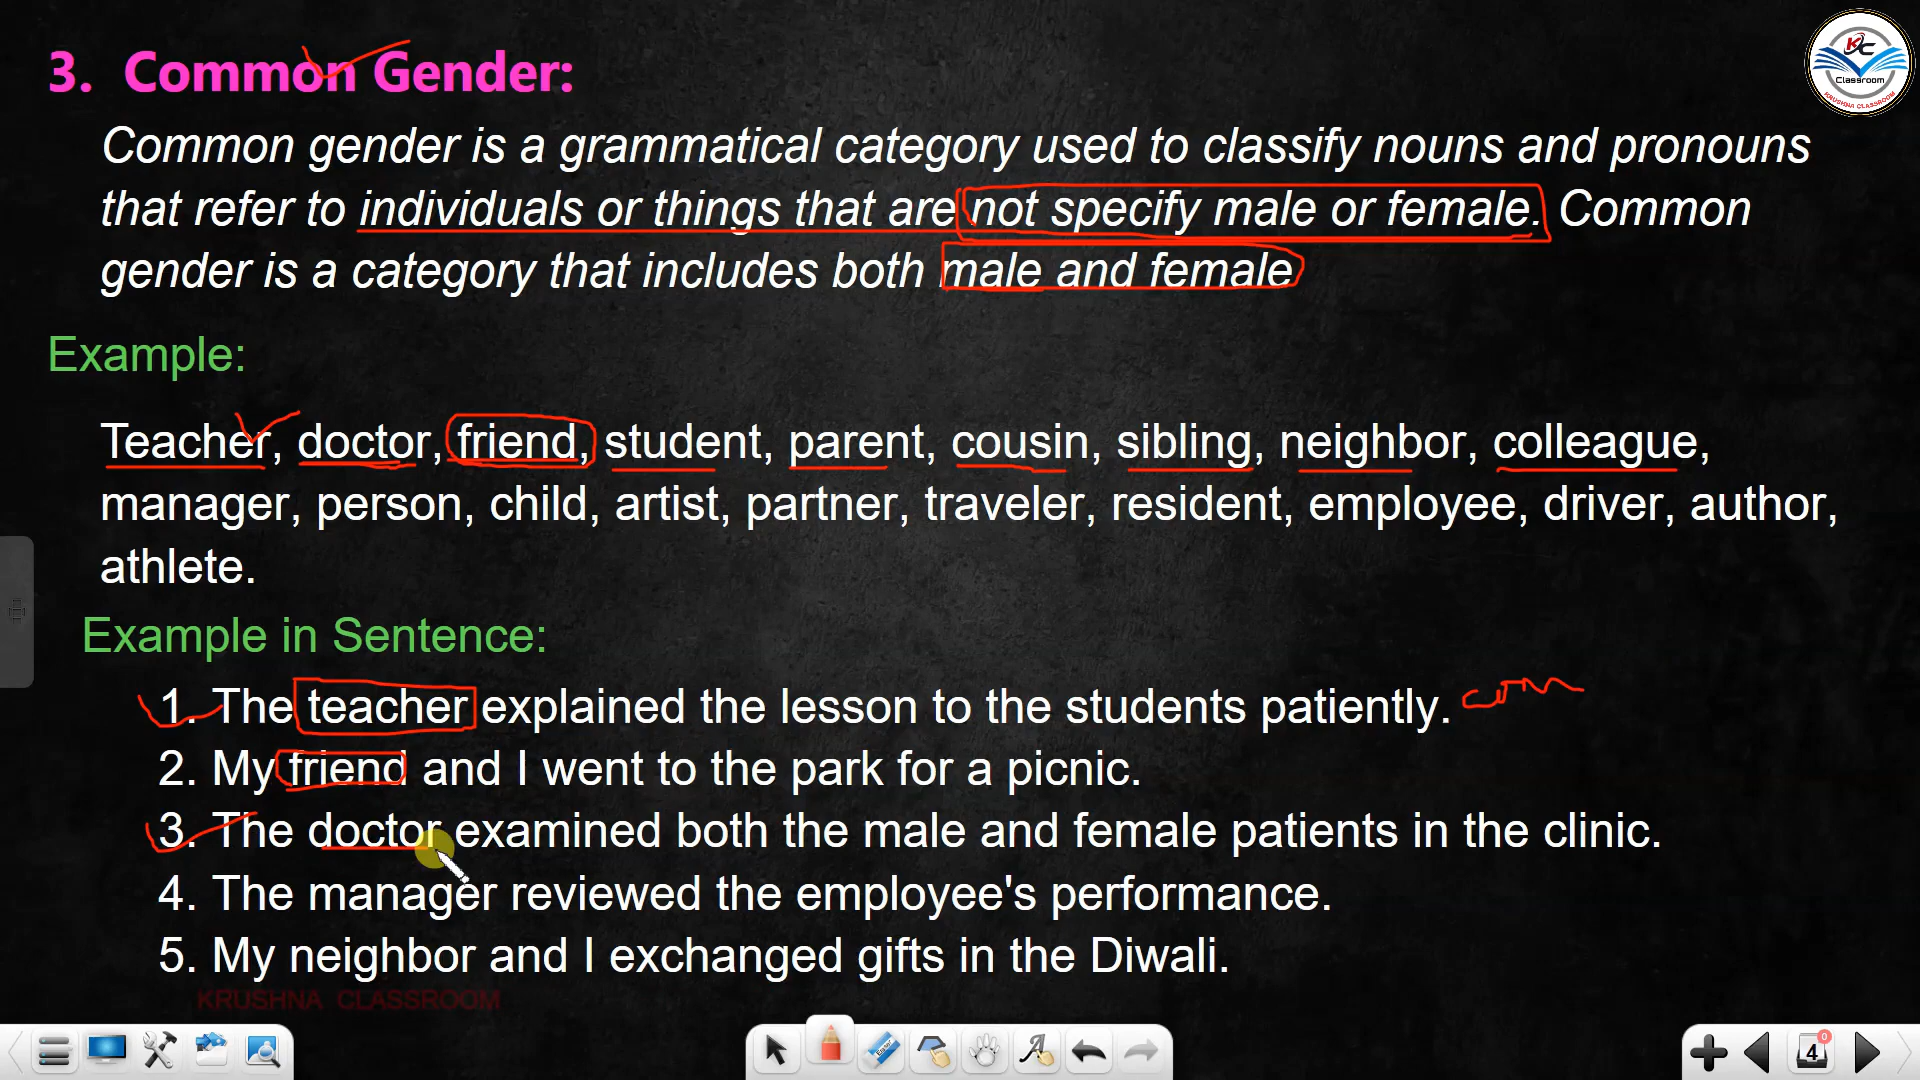 3. Common Gender:
KC
Classroom
KRUSHNA CLASSROOM
Common gender is a grammatical category used to classify nouns and pronouns
that refer to individuals or things that are not specify male or female. Common
gender is a category that includes both male and female
Example:
Teacher, doctor, friend, student, parent, cousin, sibling, neighbor, colleague,
manager, person, child, artist, partner, traveler, resident, employee, driver, author,
athlete.
Example in Sentence:
1. The teacher explained the lesson to the students patiently.
2. My friend and I went to the park for a picnic.
3. The doctor examined both the male and female patients in the clinic.
4. The manager reviewed the employee's performance.
5. My neighbor and I exchanged gifts in the Diwali.
KRUSHNA CLASSROOM
4
0